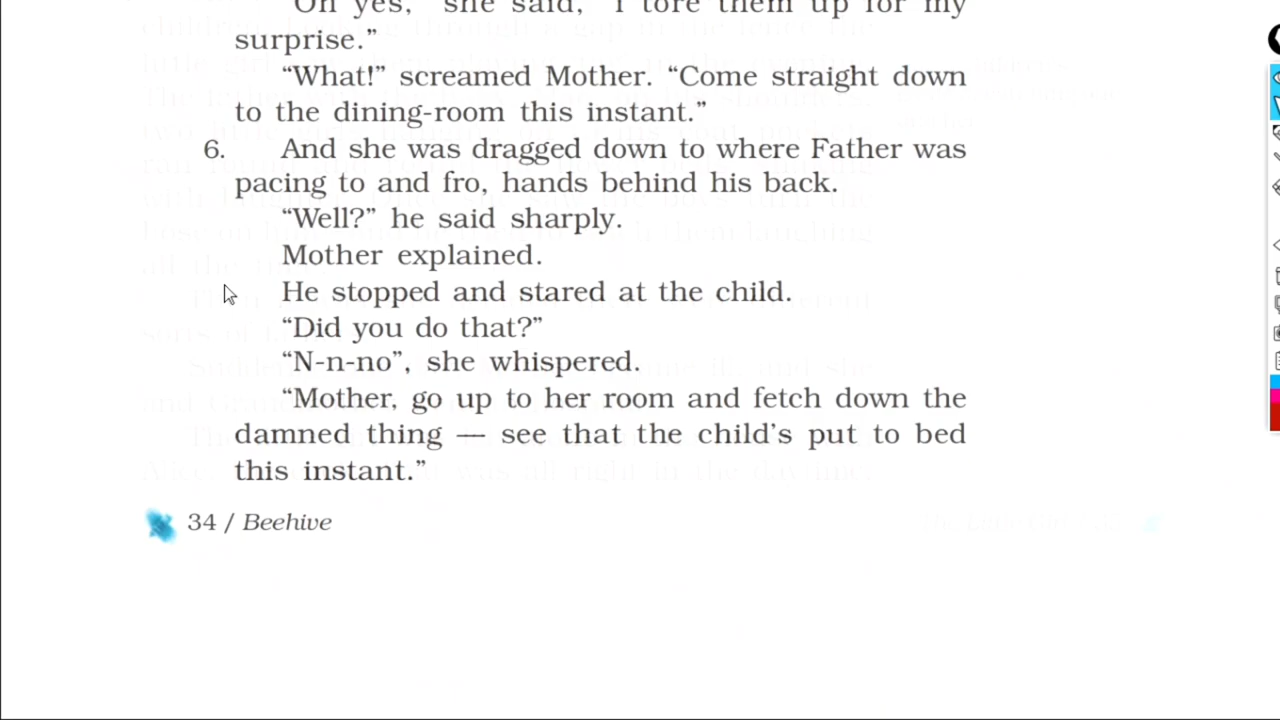 "Oh yes," she said, "I tore them up for my
surprise."
"What!" screamed Mother. "Come straight down
to the dining-room this instant."
6. And she was dragged down to where Father was
pacing to and fro, hands behind his back.
"Well?" he said sharply.
Mother explained.
He stopped and stared at the child.
"Did you do that?"
"N-n-no", she whispered.
"Mother, go up to her room and fetch down the
damned thing — see that the child's put to bed
this instant."
34 / Beehive